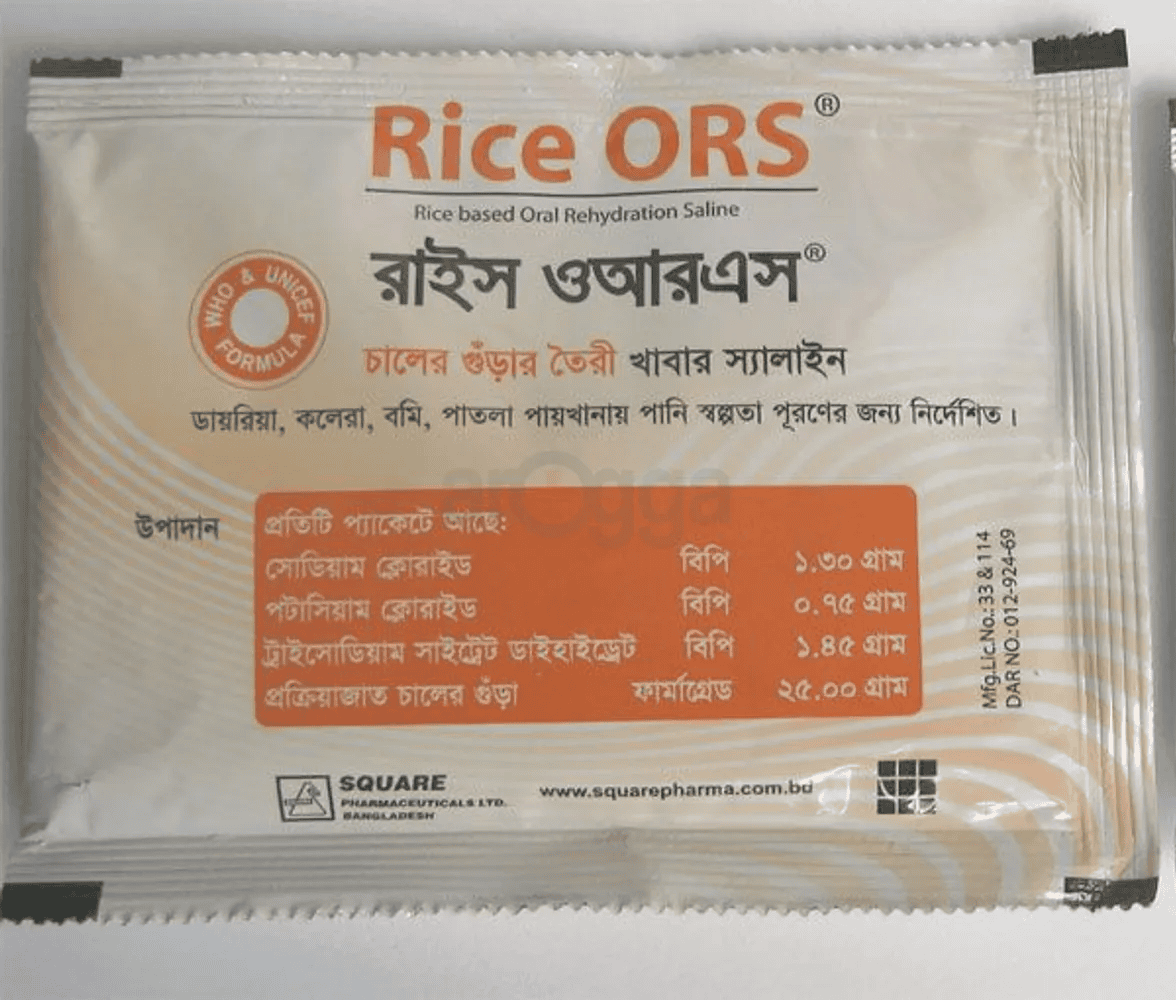 Rice ORS®
Rice based Oral Rehydration Saline
রাইস ওআরএস®
WHO & UNICEF FORMULA
চালের গুঁড়ার তৈরী খাবার স্যালাইন
ডায়রিয়া, কলেরা, বমি, পাতলা পায়খানায় পানি স্বল্পতা পূরণের জন্য নির্দেশিত।
arogga
উপাদান
প্রতিটি প্যাকেটে আছে:
সোডিয়াম ক্লোরাইড বিপি ১.৩০ গ্রাম
পটাসিয়াম ক্লোরাইড বিপি ০.৭৫ গ্রাম
ট্রাইসোডিয়াম সাইট্রেট ডাইহাইড্রেট বিপি ১.৪৫ গ্রাম
প্রক্রিয়াজাত চালের গুঁড়া ফার্মাগ্রেড ২৫.০০ গ্রাম
Mfg.Lic.No.: 33 & 114
DAR NO.: 012-924-69
SQUARE
PHARMACEUTICALS LTD.
BANGLADESH
www.squarepharma.com.bd